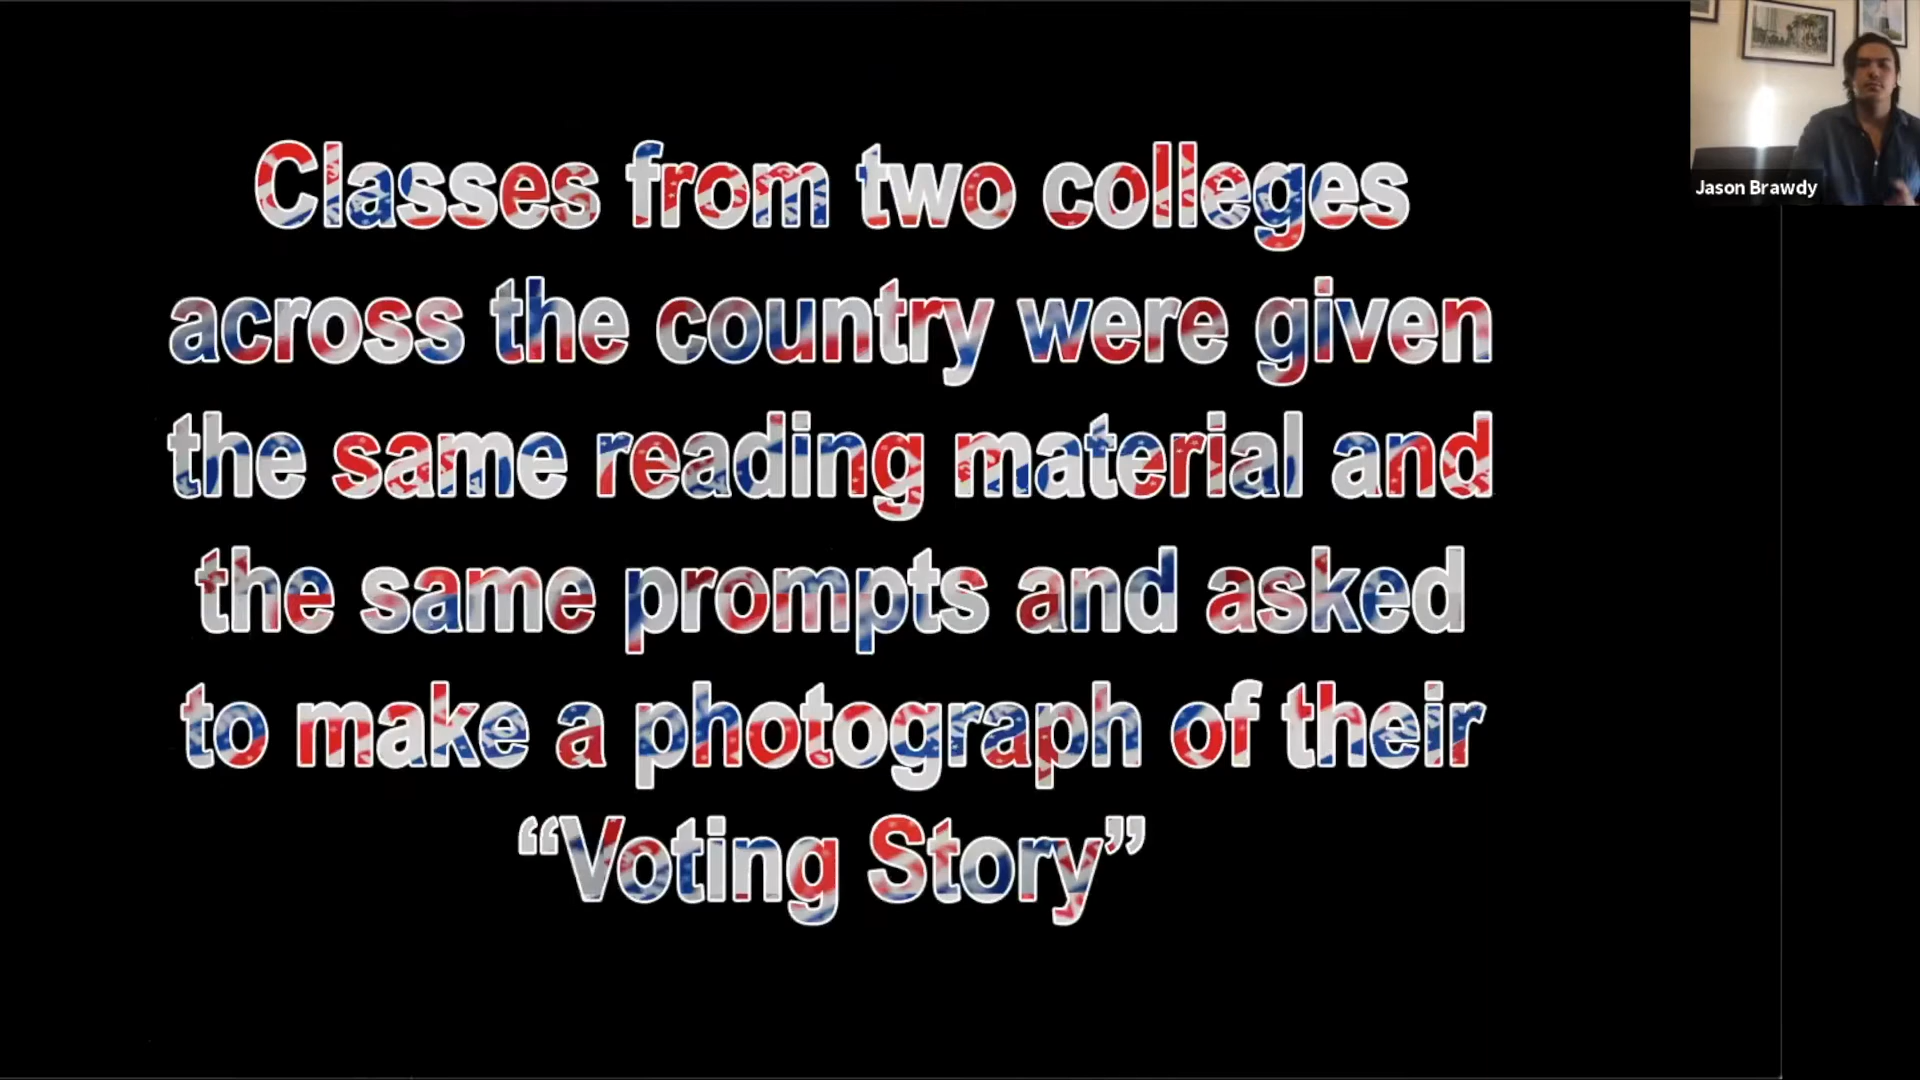 Classes from two colleges
across the country were given
the same reading material and
the same prompts and asked
to make a photograph of their
“Voting Story”
Jason Brawdy